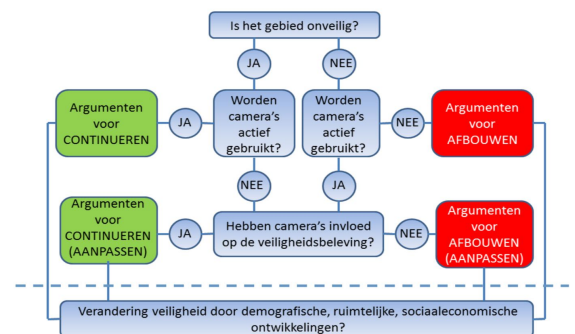 Is het gebied onveilig?
JA
NEE
Argumenten
voor
CONTINUEREN
JA
Worden
camera's
actief
gebruikt?
Worden
camera's
actief
gebruikt?
NEE
Argumenten
voor
AFBOUWEN
NEE
JA
Argumenten
voor
CONTINUEREN
(AANPASSEN)
JA
Hebben camera's invloed
op de veiligheidsbeleving?
NEE
Argumenten
voor
AFBOUWEN
(AANPASSEN)
Verandering veiligheid door demografische, ruimtelijke, sociaaleconomische
ontwikkelingen?